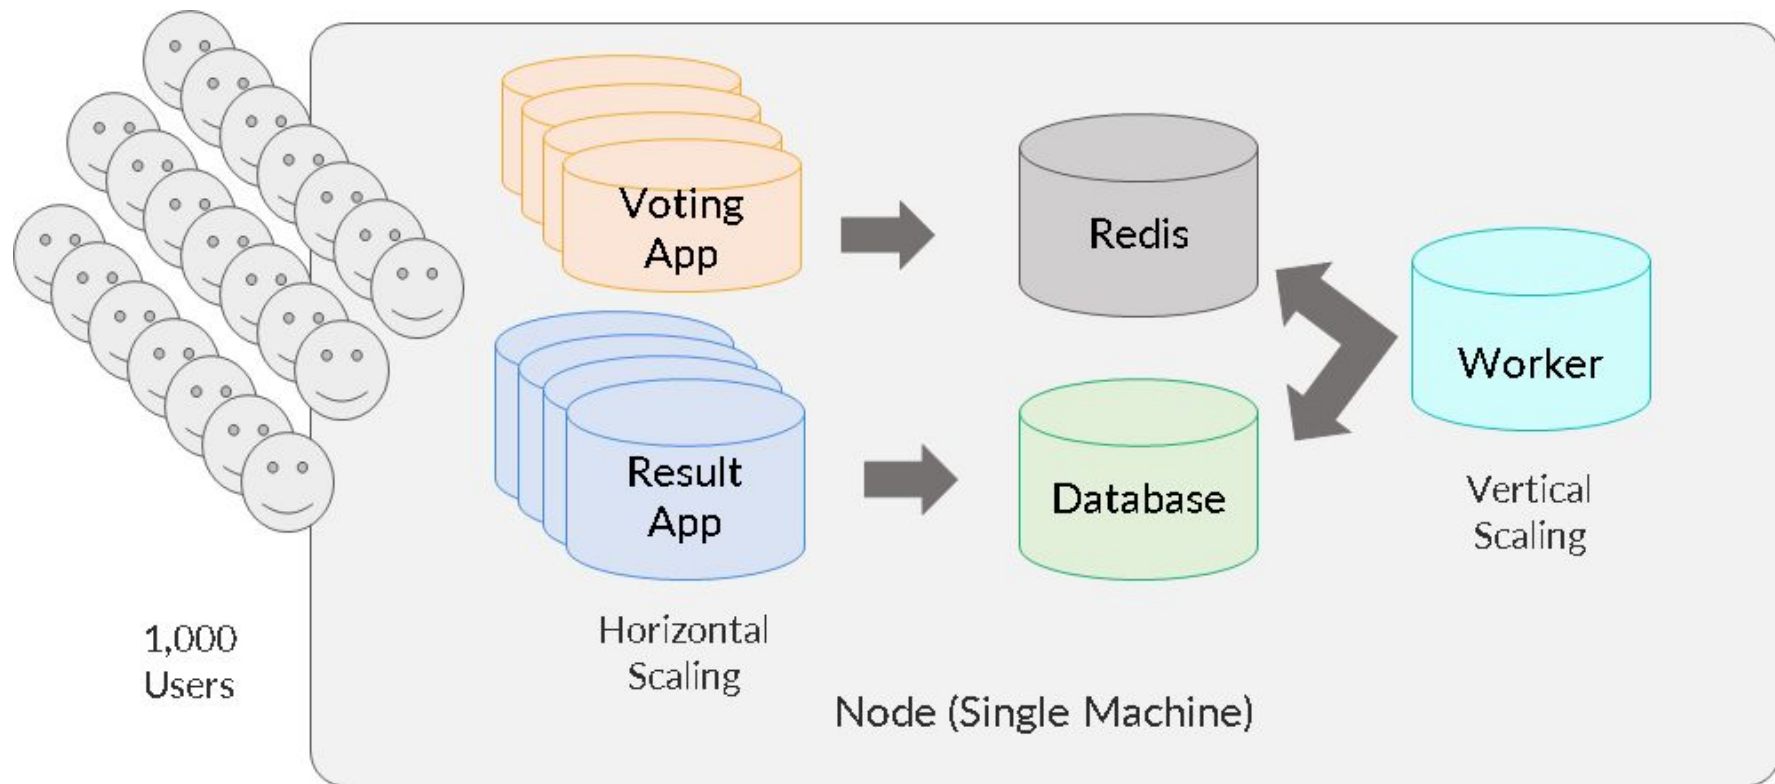 Voting
App
Redis
Worker
Result
App
Database
Vertical
Scaling
1,000
Users
Horizontal
Scaling
Node (Single Machine)